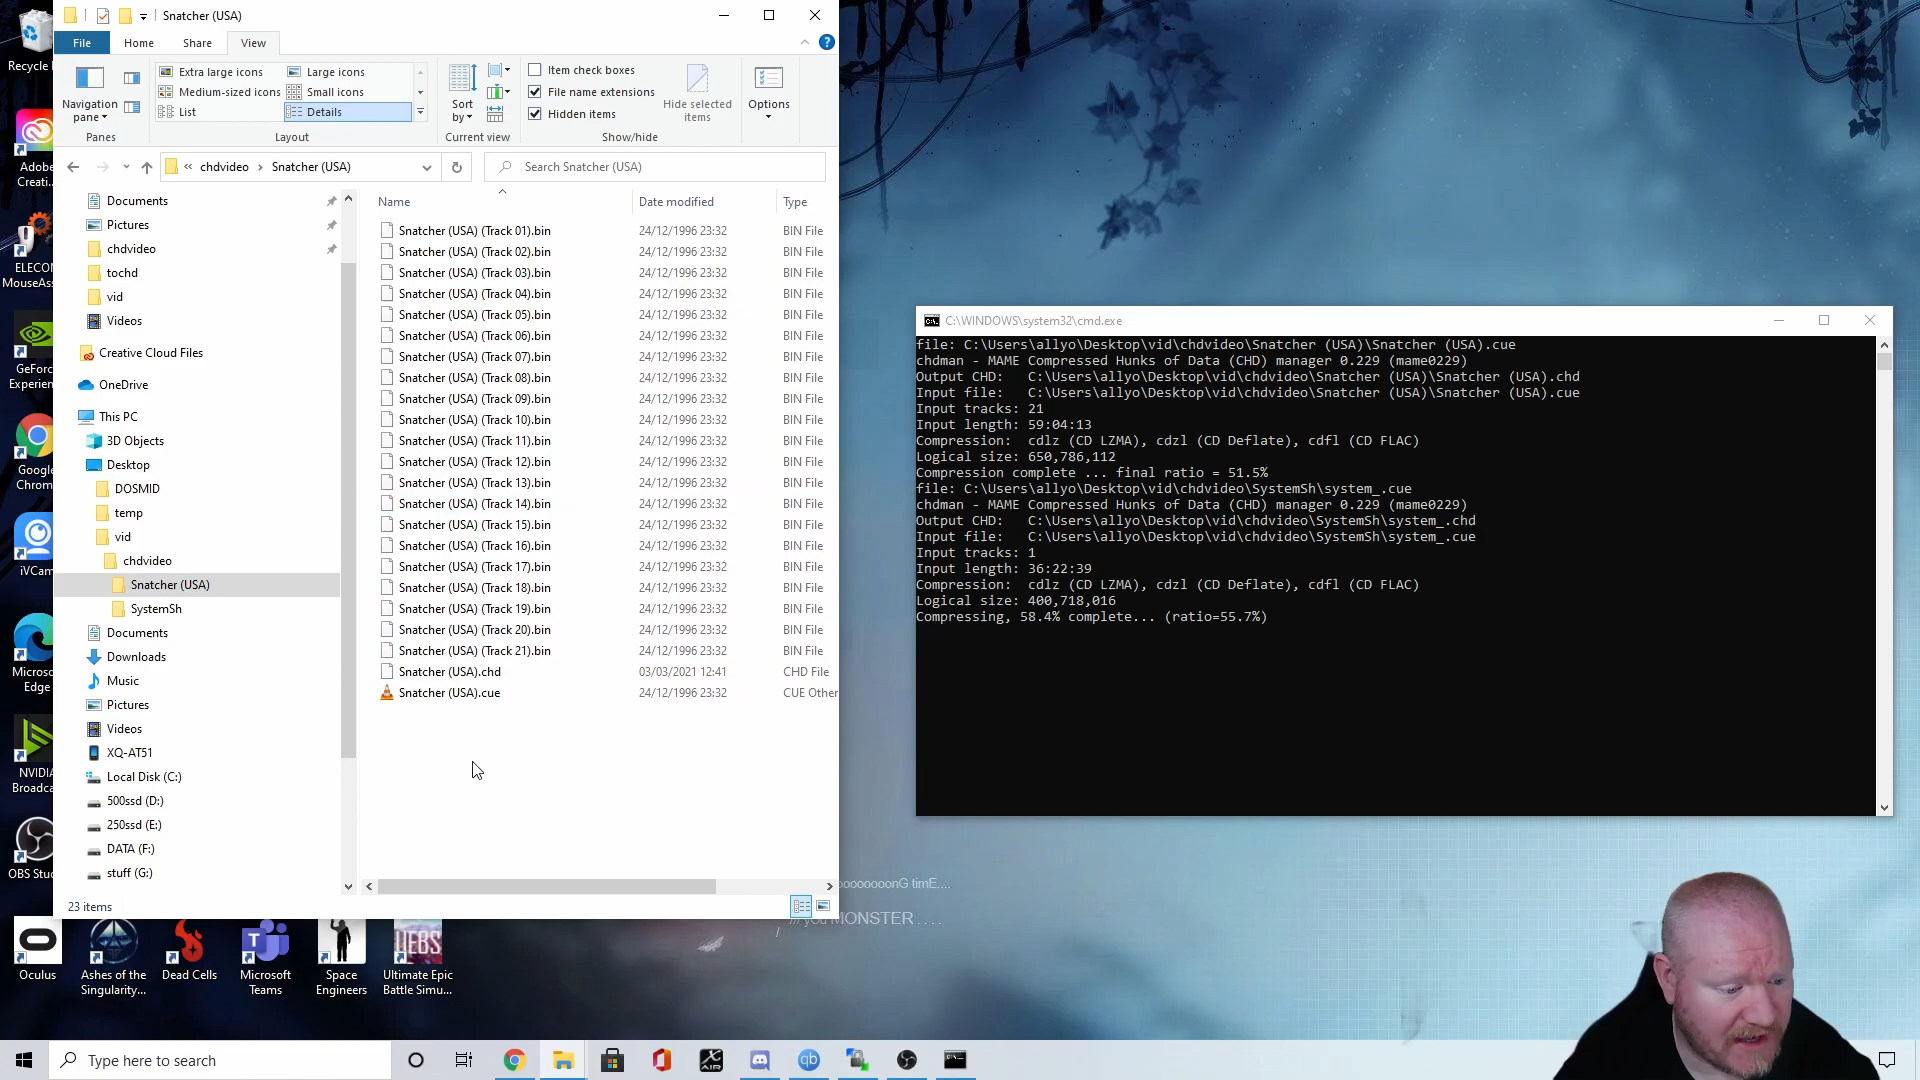 Snatcher (USA)
File
Home
Share
View
Navigation pane
Panes
Extra large icons
Large icons
Medium-sized icons
Small icons
List
Details
Layout
Sort by
Current view
Item check boxes
File name extensions
Hidden items
Hide selected items
Show/hide
Options
« chdvideo > Snatcher (USA)
Search Snatcher (USA)
Documents
Pictures
chdvideo
tochd
vid
Videos
Creative Cloud Files
OneDrive
This PC
3D Objects
Desktop
DOSMID
temp
vid
chdvideo
Snatcher (USA)
SystemSh
Documents
Downloads
Music
Pictures
Videos
XQ-AT51
Local Disk (C:)
500ssd (D:)
250ssd (E:)
DATA (F:)
stuff (G:)
Name Date modified Type
Snatcher (USA) (Track 01).bin 24/12/1996 23:32 BIN File
Snatcher (USA) (Track 02).bin 24/12/1996 23:32 BIN File
Snatcher (USA) (Track 03).bin 24/12/1996 23:32 BIN File
Snatcher (USA) (Track 04).bin 24/12/1996 23:32 BIN File
Snatcher (USA) (Track 05).bin 24/12/1996 23:32 BIN File
Snatcher (USA) (Track 06).bin 24/12/1996 23:32 BIN File
Snatcher (USA) (Track 07).bin 24/12/1996 23:32 BIN File
Snatcher (USA) (Track 08).bin 24/12/1996 23:32 BIN File
Snatcher (USA) (Track 09).bin 24/12/1996 23:32 BIN File
Snatcher (USA) (Track 10).bin 24/12/1996 23:32 BIN File
Snatcher (USA) (Track 11).bin 24/12/1996 23:32 BIN File
Snatcher (USA) (Track 12).bin 24/12/1996 23:32 BIN File
Snatcher (USA) (Track 13).bin 24/12/1996 23:32 BIN File
Snatcher (USA) (Track 14).bin 24/12/1996 23:32 BIN File
Snatcher (USA) (Track 15).bin 24/12/1996 23:32 BIN File
Snatcher (USA) (Track 16).bin 24/12/1996 23:32 BIN File
Snatcher (USA) (Track 17).bin 24/12/1996 23:32 BIN File
Snatcher (USA) (Track 18).bin 24/12/1996 23:32 BIN File
Snatcher (USA) (Track 19).bin 24/12/1996 23:32 BIN File
Snatcher (USA) (Track 20).bin 24/12/1996 23:32 BIN File
Snatcher (USA) (Track 21).bin 24/12/1996 23:32 BIN File
Snatcher (USA).chd 03/03/2021 12:41 CHD File
Snatcher (USA).cue 24/12/1996 23:32 CUE Other
23 items
C:\WINDOWS\system32\cmd.exe
file: C:\Users\allyo\Desktop\vid\chdvideo\Snatcher (USA)\Snatcher (USA).cue
chdman - MAME Compressed Hunks of Data (CHD) manager 0.229 (mame0229)
Output CHD:   C:\Users\allyo\Desktop\vid\chdvideo\Snatcher (USA)\Snatcher (USA).chd
Input file:   C:\Users\allyo\Desktop\vid\chdvideo\Snatcher (USA)\Snatcher (USA).cue
Input tracks: 21
Input length: 59:04:13
Compression:  cdlz (CD LZMA), cdzl (CD Deflate), cdfl (CD FLAC)
Logical size: 650,786,112
Compression complete ... final ratio = 51.5%
file: C:\Users\allyo\Desktop\vid\chdvideo\SystemSh\system_.cue
chdman - MAME Compressed Hunks of Data (CHD) manager 0.229 (mame0229)
Output CHD:   C:\Users\allyo\Desktop\vid\chdvideo\SystemSh\system_.chd
Input file:   C:\Users\allyo\Desktop\vid\chdvideo\SystemSh\system_.cue
Input tracks: 1
Input length: 36:22:39
Compression:  cdlz (CD LZMA), cdzl (CD Deflate), cdfl (CD FLAC)
Logical size: 400,718,016
Compressing, 58.4% complete... (ratio=55.7%)
Recycle
Adobe
Creati...
ELECON
MouseAss
GeForce
Experien
Google
Chrom
iVCam
Micros
Edge
NVIDIA
Broadca
OBS Stud
Oculus
Ashes of the Singularity...
Dead Cells
Microsoft Teams
Space Engineers
UEBS
Ultimate Epic Battle Simu...
timE....
MONSTER . . . .
Type here to search